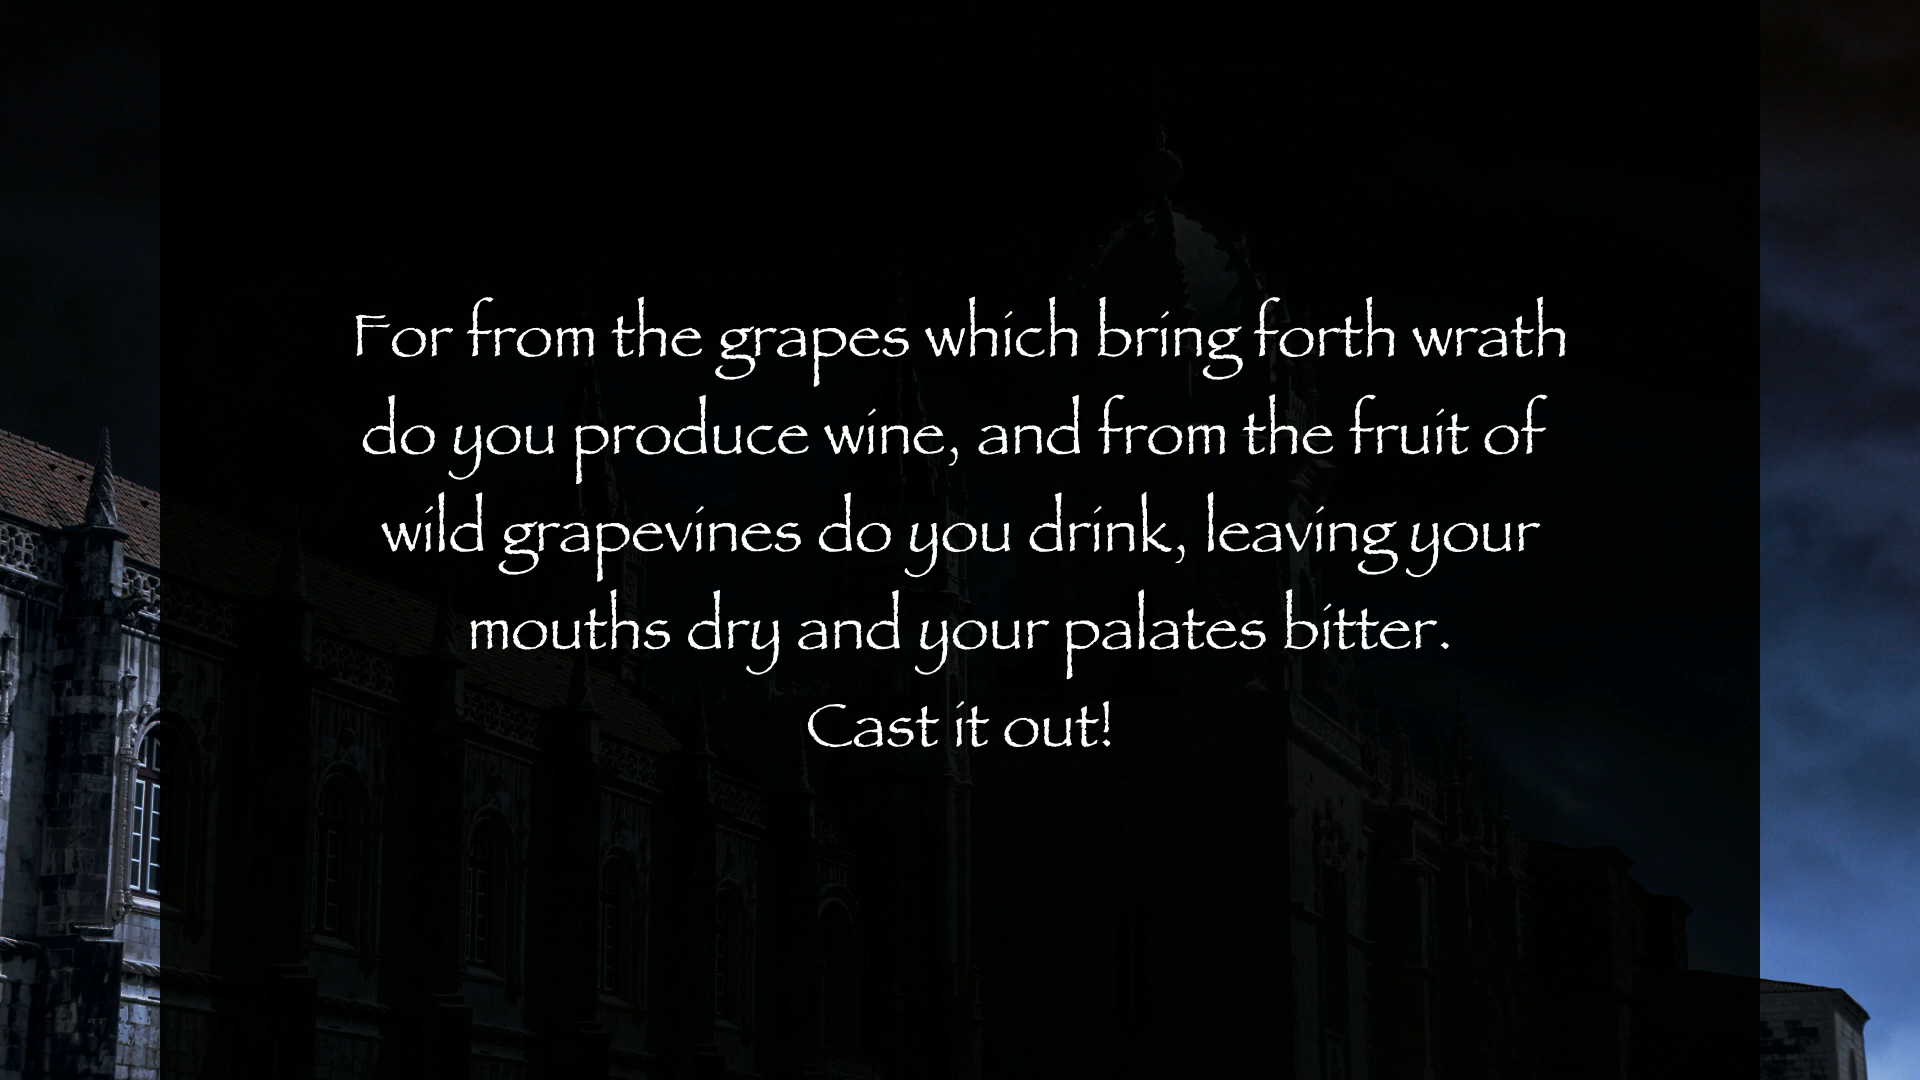 For from the grapes which bring forth wrath
do you produce wine, and from the fruit of
wild grapevines do you drink, leaving your
mouths dry and your palates bitter.
Cast it out!